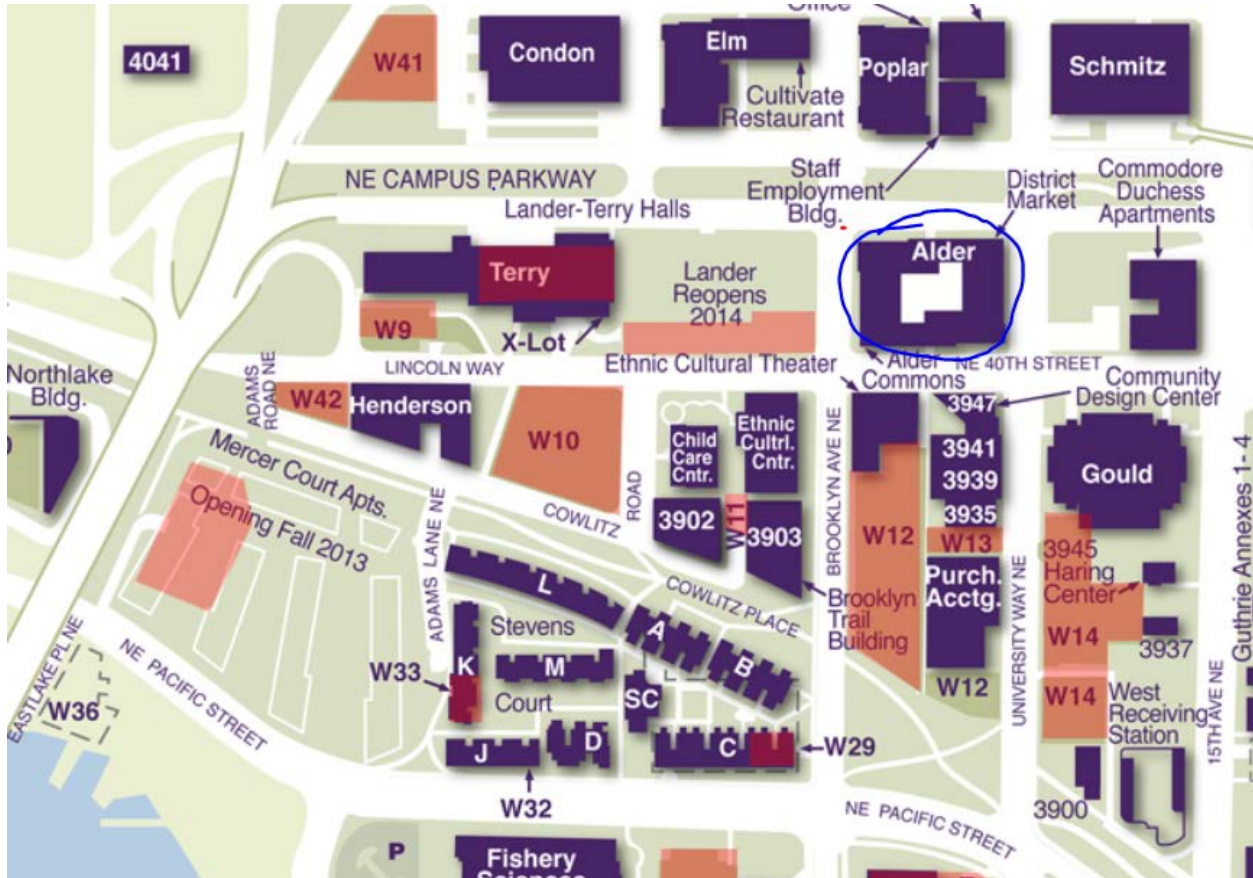 Office
4041
W41
Condon
Elm
Poplar
Schmitz
Cultivate
Restaurant
NE CAMPUS PARKWAY
Staff
Employment
Bldg.
District
Market
Commodore
Duchess
Apartments
Lander-Terry Halls
Terry
Lander
Reopens
2014
Alder
W9
X-Lot
LINCOLN WAY
Ethnic Cultural Theater
Alder
Commons
NE 40TH STREET
Northlake
Bldg.
ADAMS
ROAD NE
W42
Henderson
W10
Child
Care
Cntr.
Ethnic
Cultrl.
Cntr.
BROOKLYN AVE NE
3947
Community
Design Center
3941
3939
3935
Gould
Mercer Court Apts.
Opening Fall 2013
COWLITZ
ROAD
3902
W11
3903
W12
W13
Purch.
Acctg.
W12
UNIVERSITY WAY NE
3945
Haring
Center
W14
3937
W14
Guthrie Annexes 1- 4
15TH AVE NE
ADAMS LANE NE
L
COWLITZ PLACE
Brooklyn
Trail
Building
Stevens
Court
A
B
K
M
SC
W33
J
D
C
W29
W32
West
Receiving
Station
3900
EASTLAKE PL NE
W36
NE PACIFIC STREET
NE PACIFIC STREET
P
Fishery
Sciences